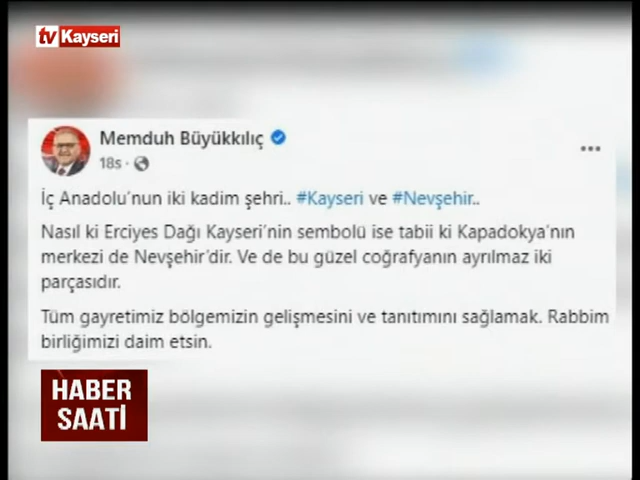 tv Kayseri
Memduh Büyükkılıç
18s ·
İç Anadolu'nun iki kadim şehri.. #Kayseri ve #Nevşehir..
Nasıl ki Erciyes Dağı Kayseri'nin sembolü ise tabii ki Kapadokya'nın
merkezi de Nevşehir'dir. Ve de bu güzel coğrafyanın ayrılmaz iki
parçasıdır.
Tüm gayretimiz bölgemizin gelişmesini ve tanıtımını sağlamak. Rabbim
birliğimizi daim etsin.
HABER
SAATİ